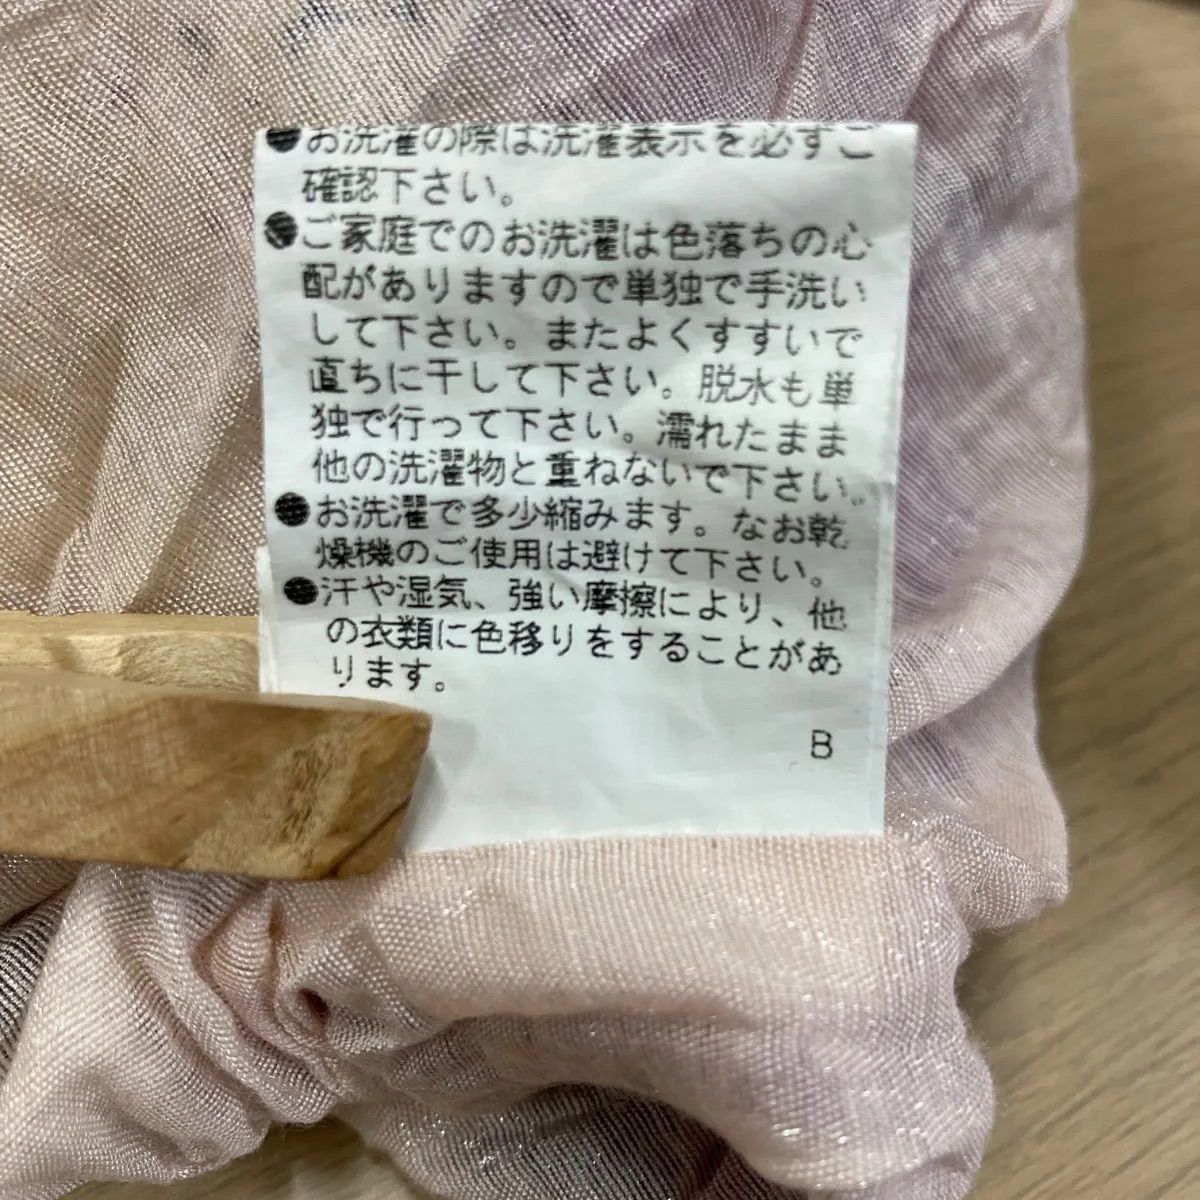 ●お洗濯の際は洗濯表示を必ずご
確認下さい。
●ご家庭でのお洗濯は色落ちの心
配がありますので単独で手洗い
して下さい。またよくすすいで
直ちに干して下さい。脱水も単
独で行って下さい。濡れたまま
他の洗濯物と重ねないで下さい。
●お洗濯で多少縮みます。なお乾
燥機のご使用は避けて下さい。
●汗や湿気、強い摩擦により、他
の衣類に色移りをすることがあ
ります。
B